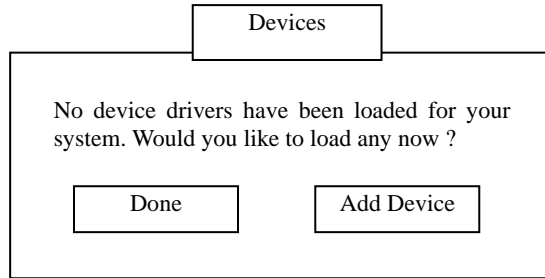 Devices
No device drivers have been loaded for your
system. Would you like to load any now ?
Done
Add Device